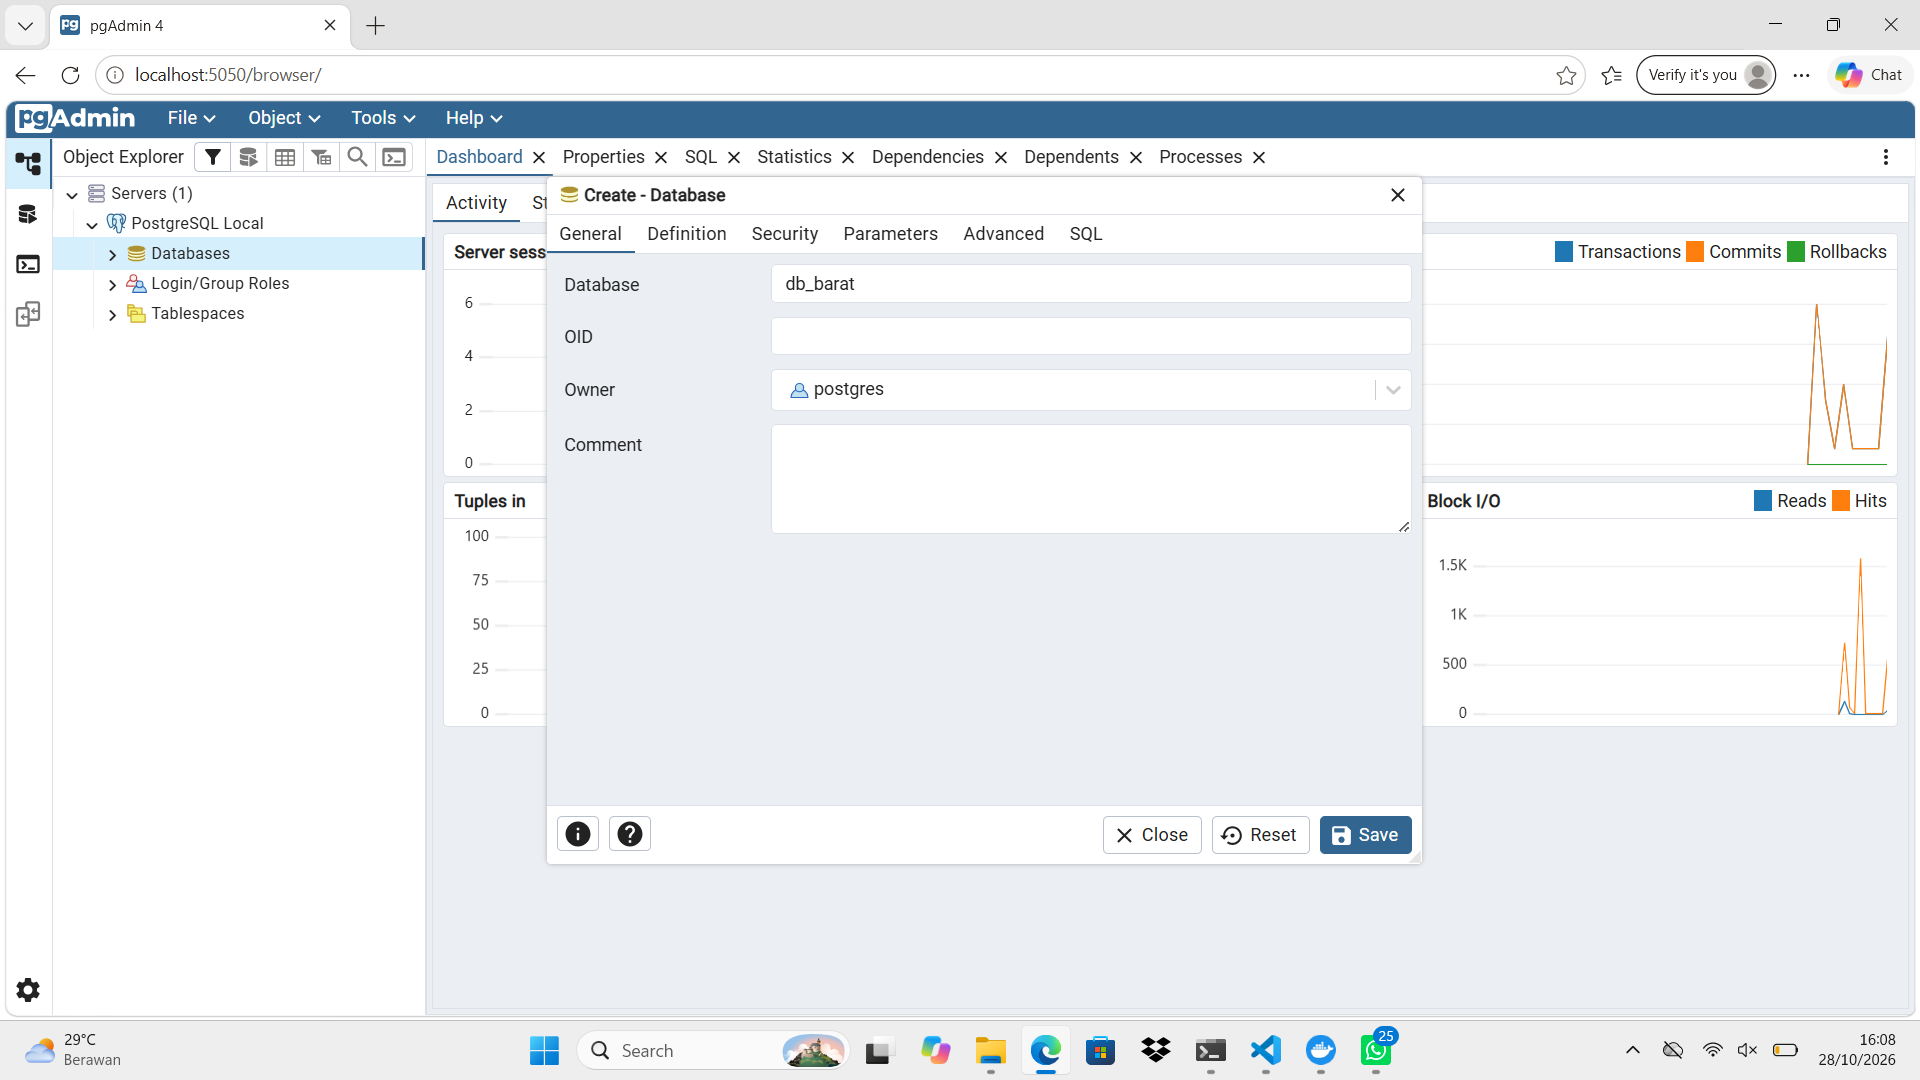 pgAdmin 4
localhost:5050/browser/
Verify it's you
Chat
pgAdmin File Object Tools Help
Object Explorer
Dashboard Properties SQL Statistics Dependencies Dependents Processes
Servers (1)
PostgreSQL Local
Databases
Login/Group Roles
Tablespaces
Activity St
Server sess
6
4
2
0
Transactions Commits Rollbacks
Tuples in
100
75
50
25
0
Block I/O
Reads Hits
1.5K
1K
500
0
Create - Database
General Definition Security Parameters Advanced SQL
Database db_barat
OID
Owner postgres
Comment
Close Reset Save
29°C
Berawan
Search
25
16:08
28/10/2026